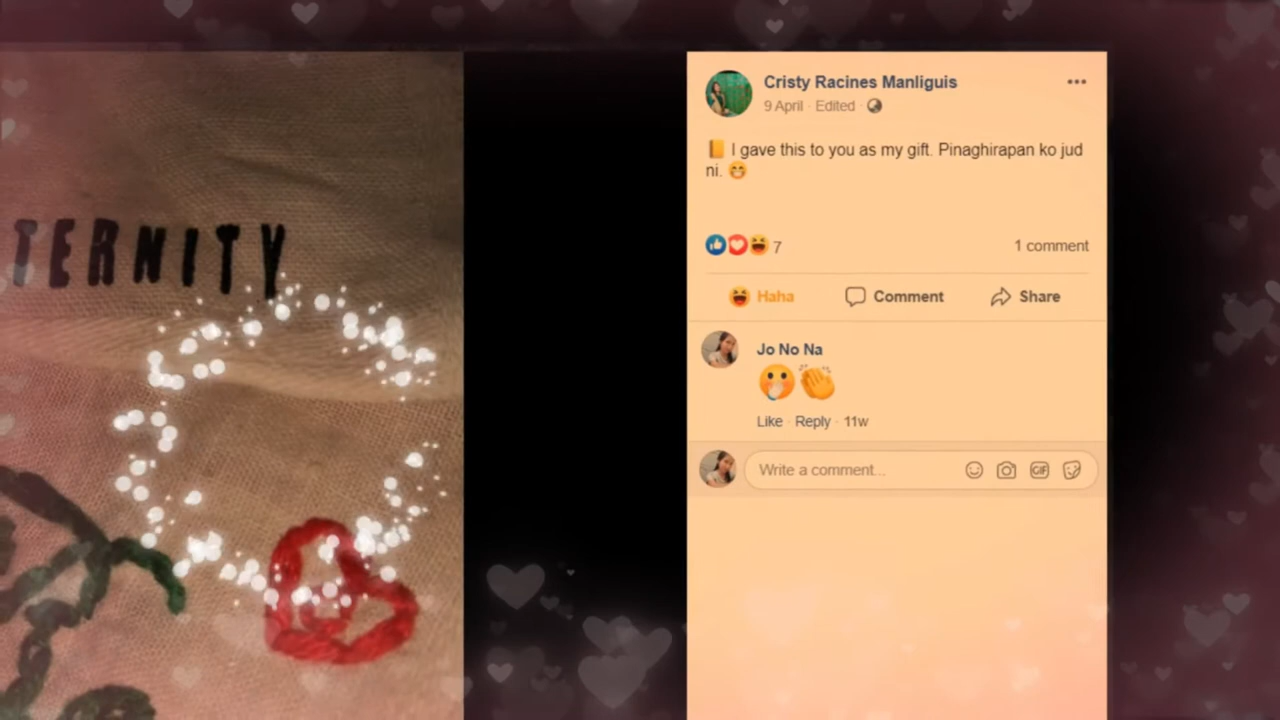 TERNITY
Cristy Racines Manliguis
9 April · Edited ·
I gave this to you as my gift. Pinaghirapan ko jud
ni. 😁
7
1 comment
Haha
Comment
Share
Jo No Na
Like · Reply · 11w
Write a comment...
GIF